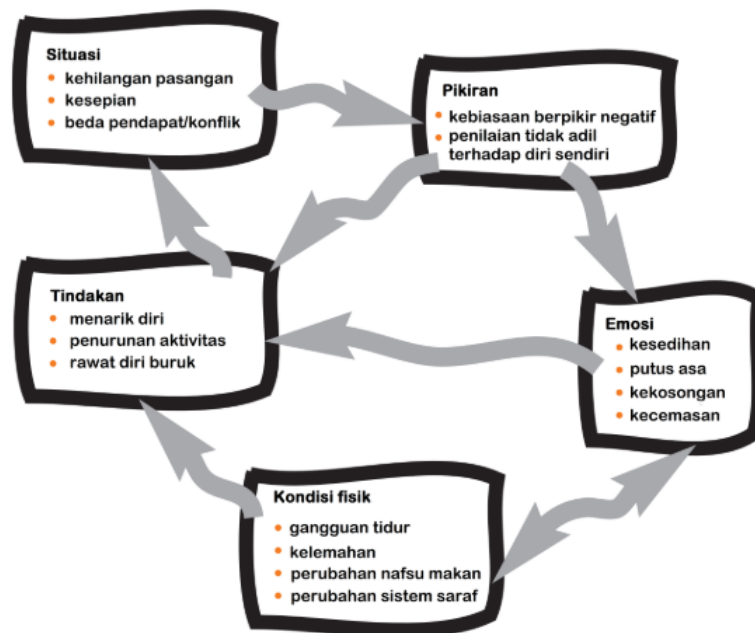 Situasi
kehilangan pasangan
kesepian
beda pendapat/konflik
Pikiran
kebiasaan berpikir negatif
penilaian tidak adil
terhadap diri sendiri
Tindakan
menarik diri
penurunan aktivitas
rawat diri buruk
Emosi
kesedihan
putus asa
kekosongan
kecemasan
Kondisi fisik
gangguan tidur
kelemahan
perubahan nafsu makan
perubahan sistem saraf